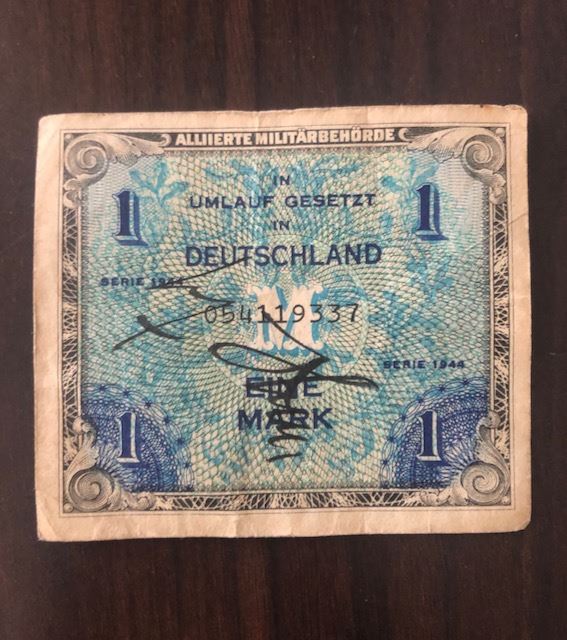 ALLIIERTE MILITÄRBEHÖRDE
1 1
IN
UMLAUF GESETZT
IN
DEUTSCHLAND
SERIE 1944
M
054119337
SERIE 1944
EINE
MARK
1 1